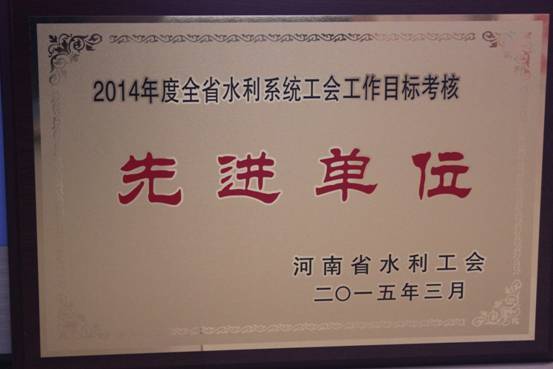 2014年度全省水利系统工会工作目标考核
先进单位
河南省水利工会
二〇一五年三月